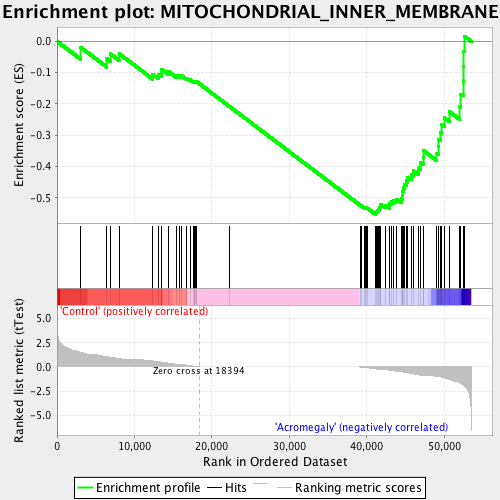 Enrichment plot: MITOCHONDRIAL_INNER_MEMBRANE
Enrichment score (ES)
0.0
-0.1
-0.2
-0.3
-0.4
-0.5
'Control' (positively correlated)
Ranked list metric (tTest)
5.0
2.5
0.0
-2.5
-5.0
Zero cross at 18394
'Acromegaly' (negatively correlated)
0
10,000
20,000
30,000
40,000
50,000
Rank in Ordered Dataset
Enrichment profile
Hits
Ranking metric scores